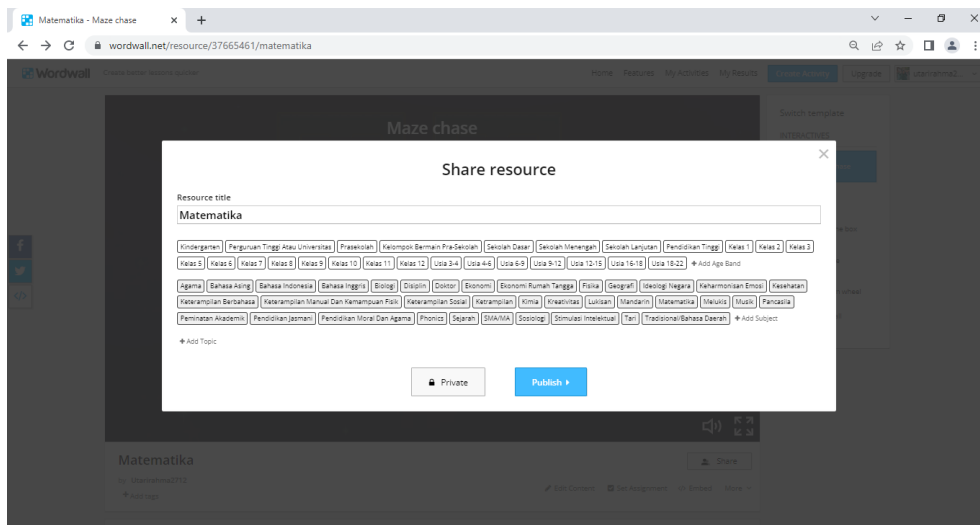 Matematika - Maze chase
wordwall.net/resource/37665461/matematika
Wordwall
Home Features My Activities My Results Create Activity Upgrade
Switch template
INTERACTIVES
Maze chase
Share resource
Resource title
Matematika
Kindergarten Perguruan Tinggi Atau Universitas Prasekolah Kelompok Bermain Pra-Sekolah Sekolah Dasar Sekolah Menengah Sekolah Lanjutan Pendidikan Tinggi Kelas 1 Kelas 2 Kelas 3
Kelas 5 Kelas 6 Kelas 7 Kelas 8 Kelas 9 Kelas 10 Kelas 11 Kelas 12 Usia 3-4 Usia 4-6 Usia 6-9 Usia 9-12 Usia 12-15 Usia 16-18 Usia 18-22 + Add Age Band
Agama Bahasa Asing Bahasa Indonesia Bahasa Inggris Biologi Disiplin Doktor Ekonomi Ekonomi Rumah Tangga Fisika Geografi Ideologi Negara Keharmonisan Emosi Kesehatan
Keterampilan Berbahasa Keterampilan Manual Dan Kemampuan Fisik Keterampilan Sosial Ketrampilan Kimia Kreativitas Lukisan Mandarin Matematika Melukis Musik Pancasila
Peminatan Akademik Pendidikan Jasmani Pendidikan Moral Dan Agama Phonics Sejarah SMA/MA Sosiologi Stimulasi Intelektual Tari Tradisional/Bahasa Daerah + Add Subject
+ Add Topic
Private Publish
Matematika
Share
Edit Content Set Assignment Embed More